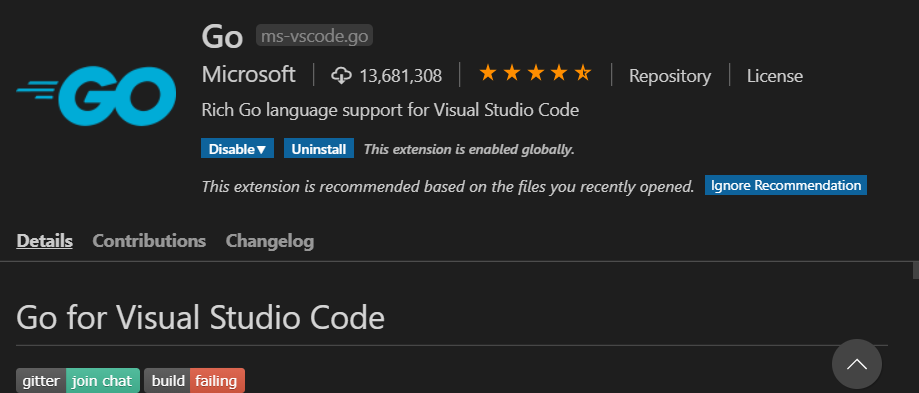 Go ms-vscode.go
GO
Microsoft 13,681,308 Repository License
Rich Go language support for Visual Studio Code
Disable▾ Uninstall This extension is enabled globally.
This extension is recommended based on the files you recently opened. Ignore Recommendation
Details Contributions Changelog
Go for Visual Studio Code
gitter join chat build failing